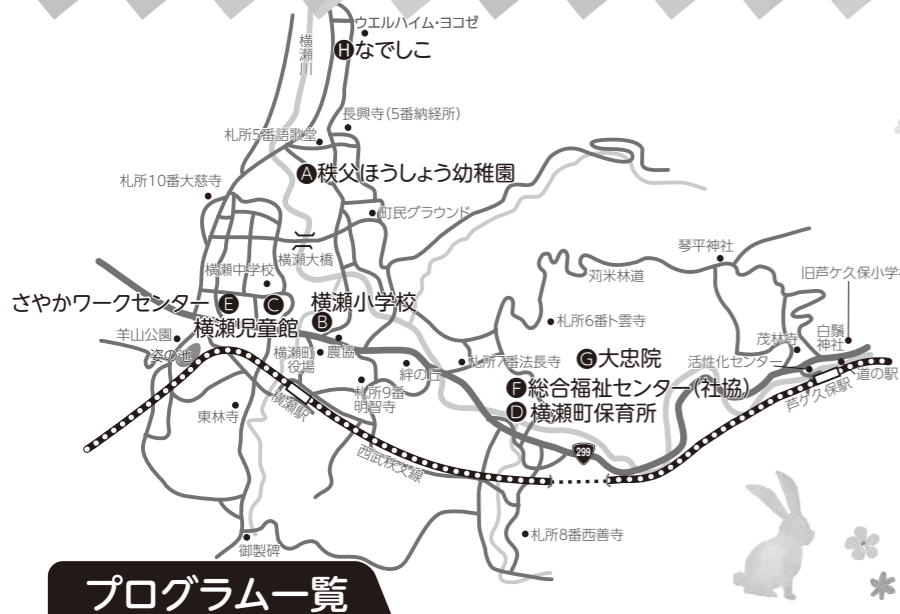 ウエルハイム・ヨコゼ
Hなでしこ
横瀬川
長興寺(5番納経所)
札所5番語歌堂
A秩父ほうしょう幼稚園
札所10番大慈寺
町民グラウンド
横瀬大橋
横瀬中学校
琴平神社
苅米林道
旧芦ケ久保小学校
さやかワークセンターE
C
横瀬児童館
横瀬小学校
B
羊山公園
姿の池
横瀬町役場
農協
絆の丘
札所7番法長寺
札所6番卜雲寺
G大忠院
茂林寺
白鬚神社
活性化センター
道の駅
芦ケ久保駅
F総合福祉センター(社協)
D横瀬町保育所
札所9番明智寺
横瀬駅
東林寺
西武秩父線
299
札所8番西善寺
御製碑
プログラム一覧